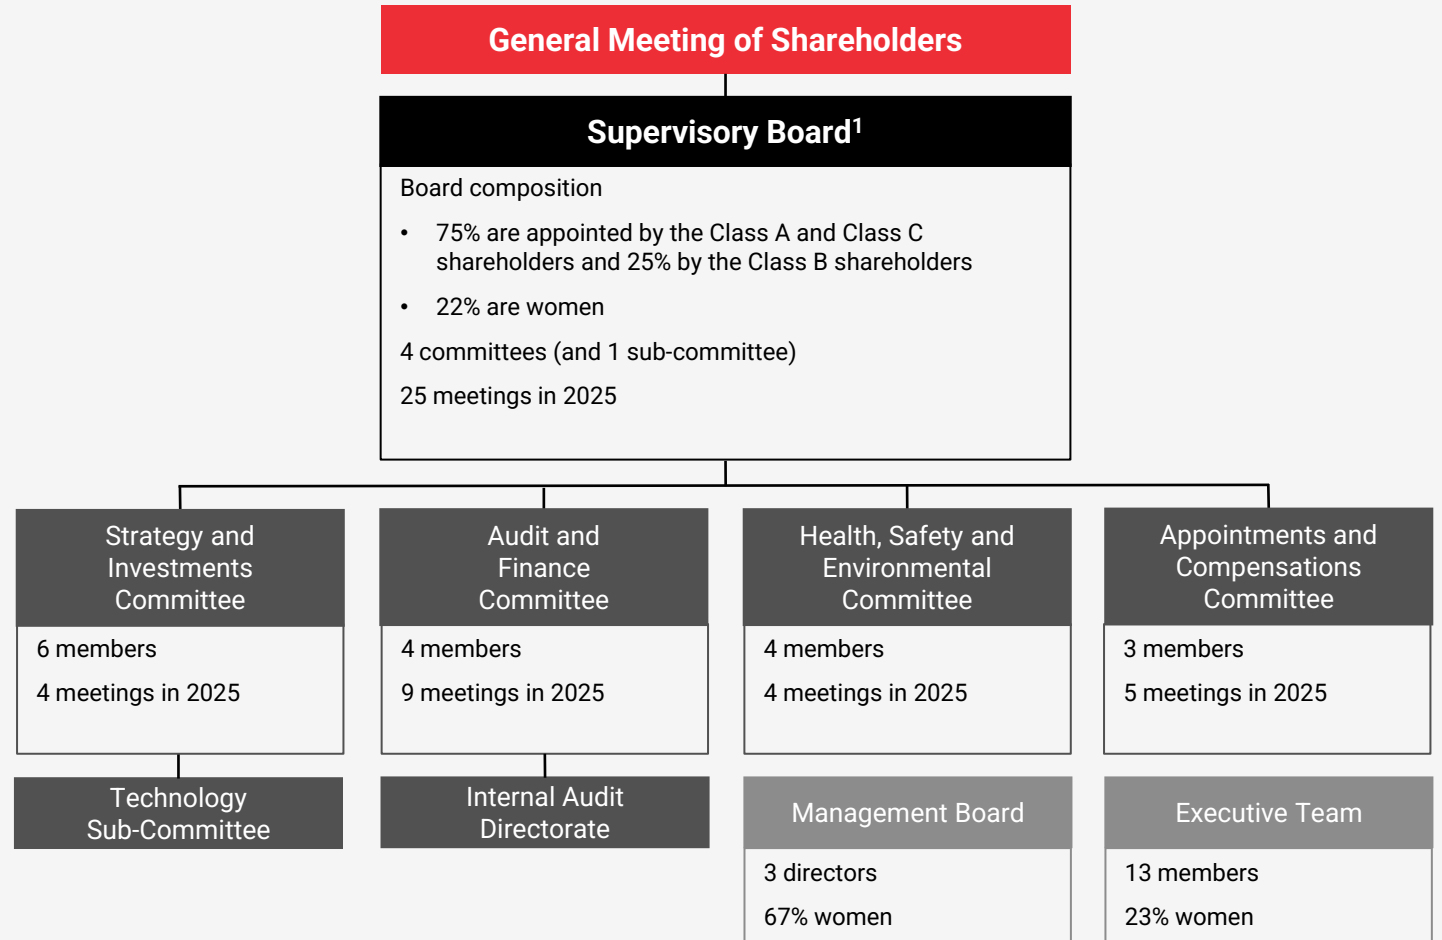 General Meeting of Shareholders
Supervisory Board¹
Board composition
• 75% are appointed by the Class A and Class C
shareholders and 25% by the Class B shareholders
• 22% are women
4 committees (and 1 sub-committee)
25 meetings in 2025
Strategy and
Investments
Committee
6 members
4 meetings in 2025
Audit and
Finance
Committee
4 members
9 meetings in 2025
Health, Safety and
Environmental
Committee
4 members
4 meetings in 2025
Appointments and
Compensations
Committee
3 members
5 meetings in 2025
Technology
Sub-Committee
Internal Audit
Directorate
Management Board
3 directors
67% women
Executive Team
13 members
23% women